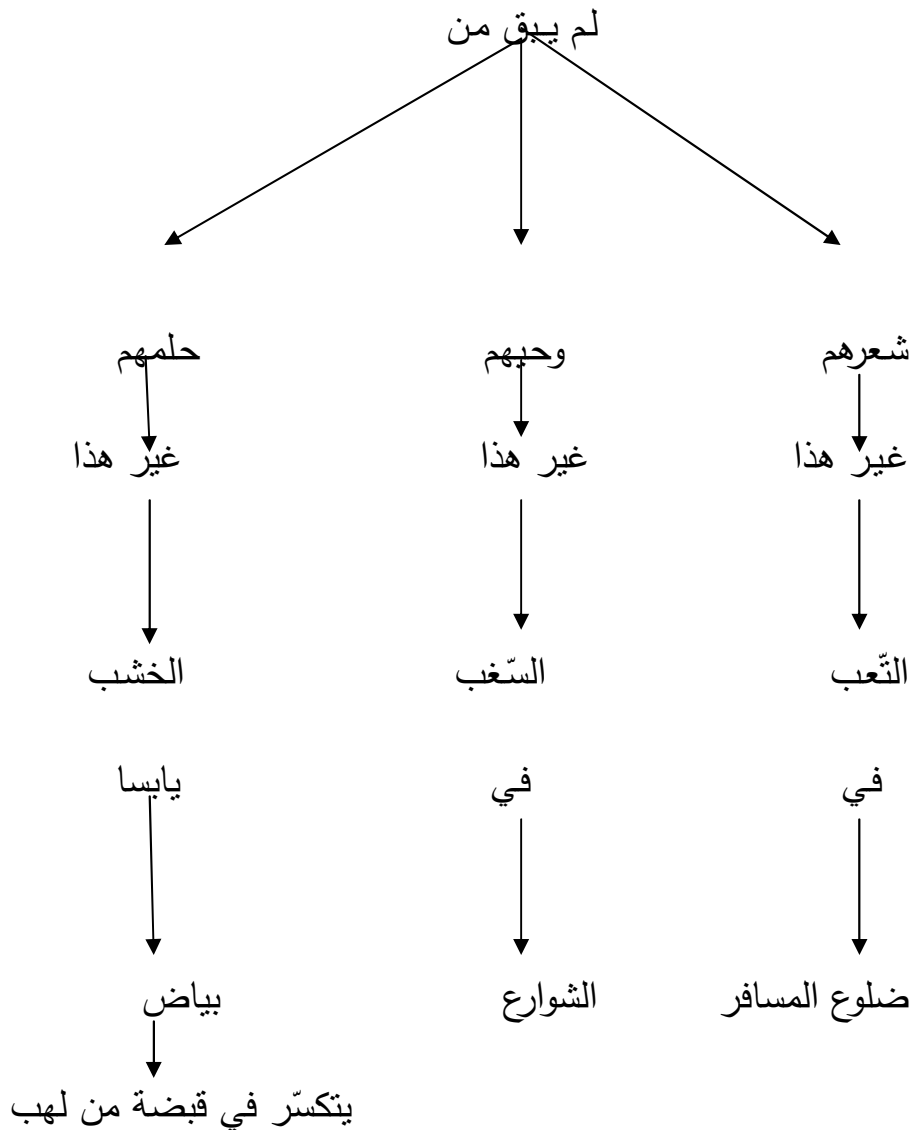 لم يبق من
شعرهم وحبهم حلمهم
غير هذا غير هذا غير هذا
التّعب السّغب الخشب
في في يابسا
ضلوع المسافر الشوارع بياض
يتكسّر في قبضة من لهب